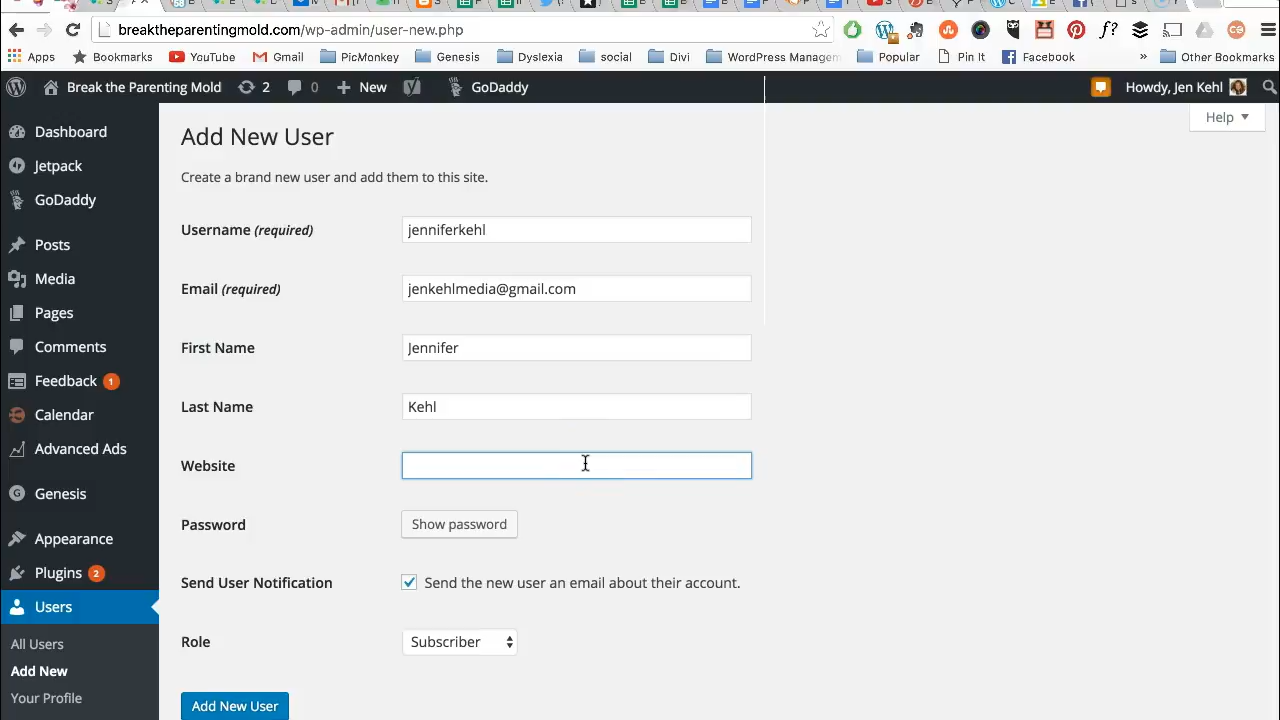 breaktheparentingmold.com/wp-admin/user-new.php
Apps Bookmarks YouTube Gmail PicMonkey Genesis Dyslexia social Divi WordPress Managem Popular Pin It Facebook » Other Bookmarks
Break the Parenting Mold 2 0 + New GoDaddy Howdy, Jen Kehl
Help
Dashboard
Jetpack
GoDaddy
Posts
Media
Pages
Comments
Feedback 1
Calendar
Advanced Ads
Genesis
Appearance
Plugins 2
Users
All Users
Add New
Your Profile
Add New User
Create a brand new user and add them to this site.
Username (required) jenniferkehl
Email (required) jenkehlmedia@gmail.com
First Name Jennifer
Last Name Kehl
Website
Password Show password
Send User Notification Send the new user an email about their account.
Role Subscriber
Add New User